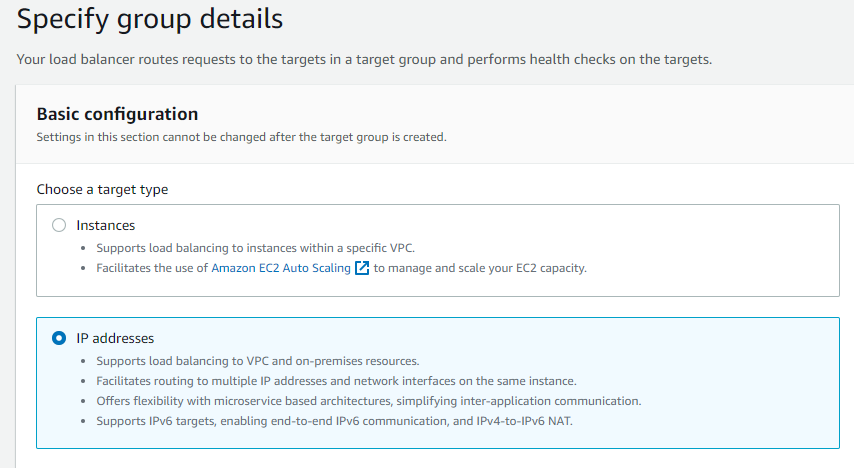 Specify group details
Your load balancer routes requests to the targets in a target group and performs health checks on the targets.
Basic configuration
Settings in this section cannot be changed after the target group is created.
Choose a target type
Instances
• Supports load balancing to instances within a specific VPC.
• Facilitates the use of Amazon EC2 Auto Scaling to manage and scale your EC2 capacity.
IP addresses
• Supports load balancing to VPC and on-premises resources.
• Facilitates routing to multiple IP addresses and network interfaces on the same instance.
• Offers flexibility with microservice based architectures, simplifying inter-application communication.
• Supports IPv6 targets, enabling end-to-end IPv6 communication, and IPv4-to-IPv6 NAT.